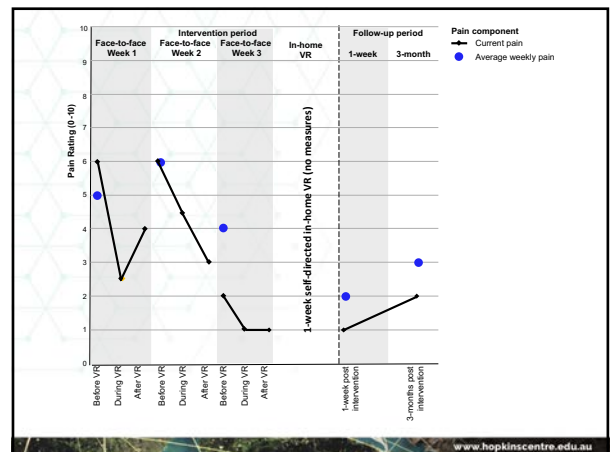 Intervention period
Follow-up period
Face-to-face
Week 1
Face-to-face
Week 2
Face-to-face
Week 3
In-home
VR
1-week
3-month
Pain component
Current pain
Average weekly pain
Pain Rating (0-10)
10
9
8
7
6
5
4
3
2
1
0
1-week self-directed in-home VR (no measures)
Before VR
During VR
After VR
Before VR
During VR
After VR
Before VR
During VR
After VR
1-week post
intervention
3-months post
intervention
www.hopkinscentre.edu.au